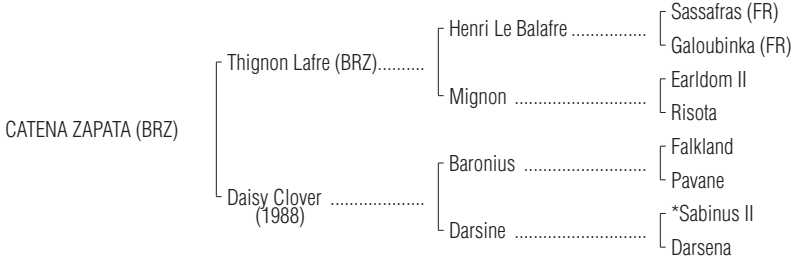 Sassafras (FR)
Henri Le Balafre ................
Galoubinka (FR)
Thignon Lafre (BRZ)..........
Earldom II
Mignon ............................
Risota
CATENA ZAPATA (BRZ)
Falkland
Baronius ..........................
Pavane
Daisy Clover ....................
(1988)
*Sabinus II
Darsine ............................
Darsena